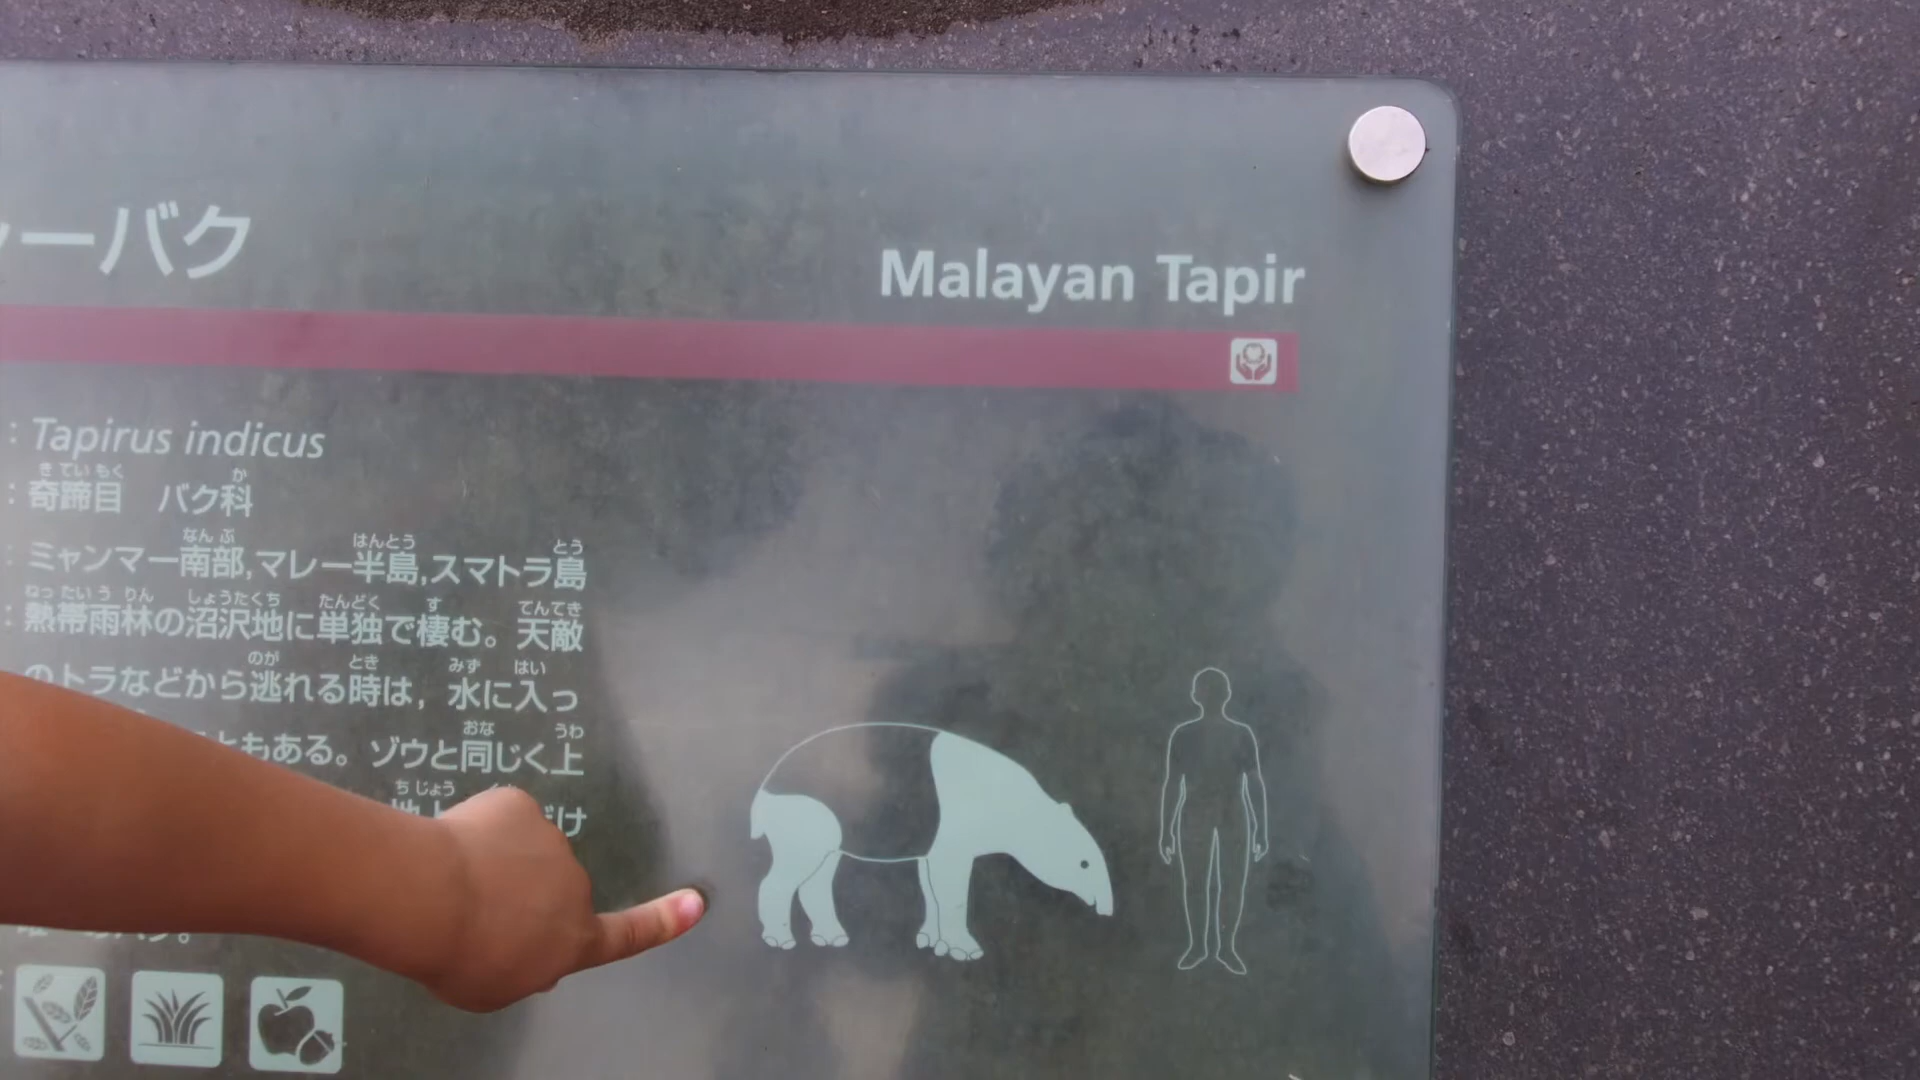 ーバク
Malayan Tapir
: Tapirus indicus
きていもく か
: 奇蹄目 バク科
なんぶ はんとう とう
: ミャンマー南部,マレー半島,スマトラ島
ねったいうりん しょうたくち たんどく す てんてき
: 熱帯雨林の沼沢地に単独で棲む。天敵
のが とき みず はい
のトラなどから逃れる時は，水に入っ
おな うわ
ともある。ゾウと同じく上
ちじょう
だけ